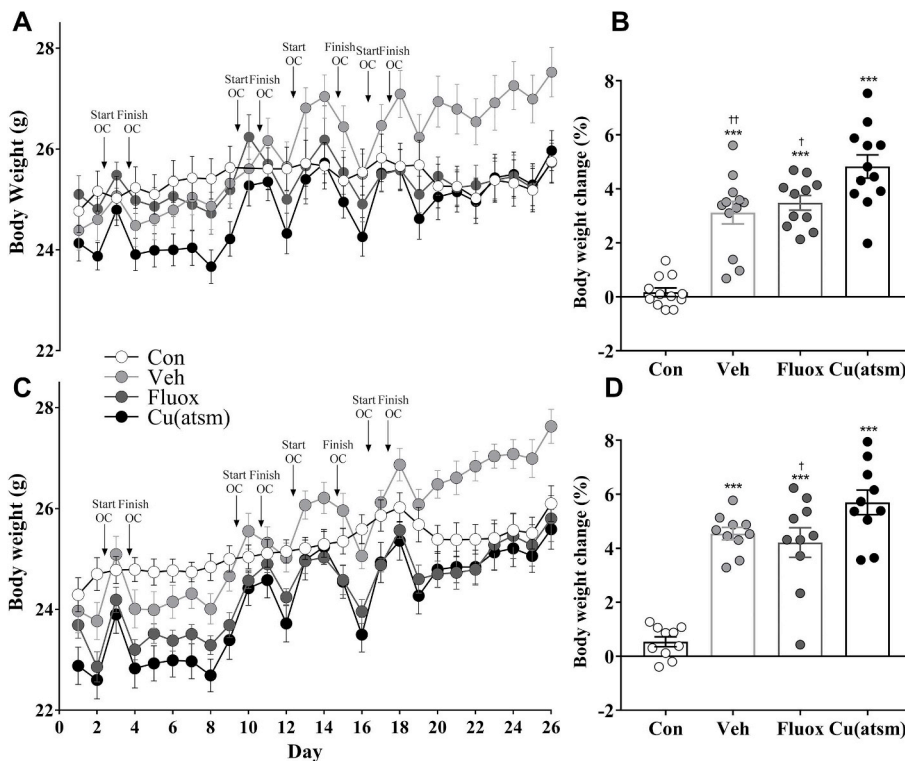 A
28
26
24
22
Body Weight (g)
Start Finish
OC OC
Start Finish
OC OC
Start
OC
Finish
OC
StartFinish
OC OC
B
8
6
4
2
0
-2
Body weight change (%)
††
***
†
***
***
Con Veh Fluox Cu(atsm)
Con
Veh
Fluox
Cu(atsm)
C
28
26
24
22
Body weight (g)
Start Finish
OC OC
Start Finish
OC OC
Start
OC
Finish
OC
Start Finish
OC OC
0 2 4 6 8 10 12 14 16 18 20 22 24 26
Day
D
8
6
4
2
0
-2
Body weight change (%)
***
†
***
***
Con Veh Fluox Cu(atsm)